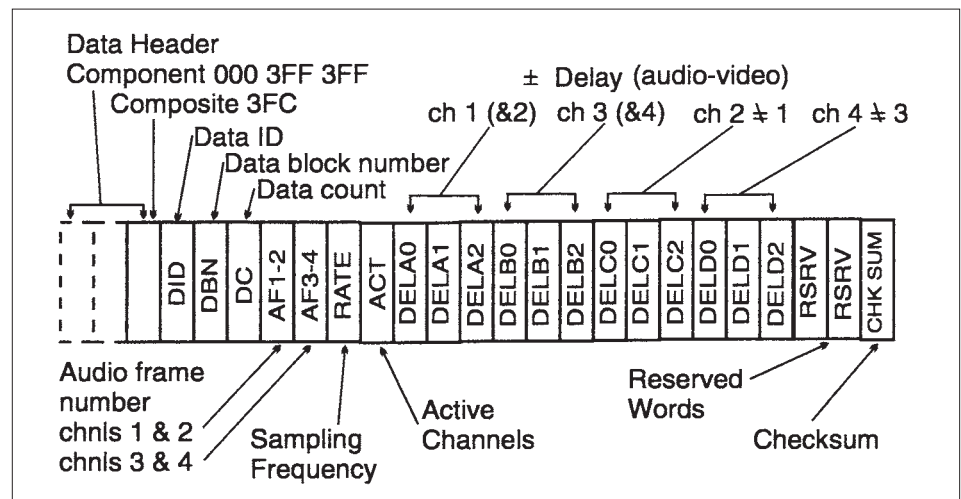 Data Header
Component 000 3FF 3FF
Composite 3FC
Data ID
Data block number
Data count
± Delay (audio-video)
ch 1 (&2) ch 3 (&4) ch 2 ≠ 1 ch 4 ≠ 3
DID
DBN
DC
AF1-2
AF3-4
RATE
ACT
DELA0
DELA1
DELA2
DELB0
DELB1
DELB2
DELC0
DELC1
DELC2
DELD0
DELD1
DELD2
RSRV
RSRV
CHK SUM
Audio frame
number
chnls 1 & 2
chnls 3 & 4
Sampling
Frequency
Active
Channels
Reserved
Words
Checksum